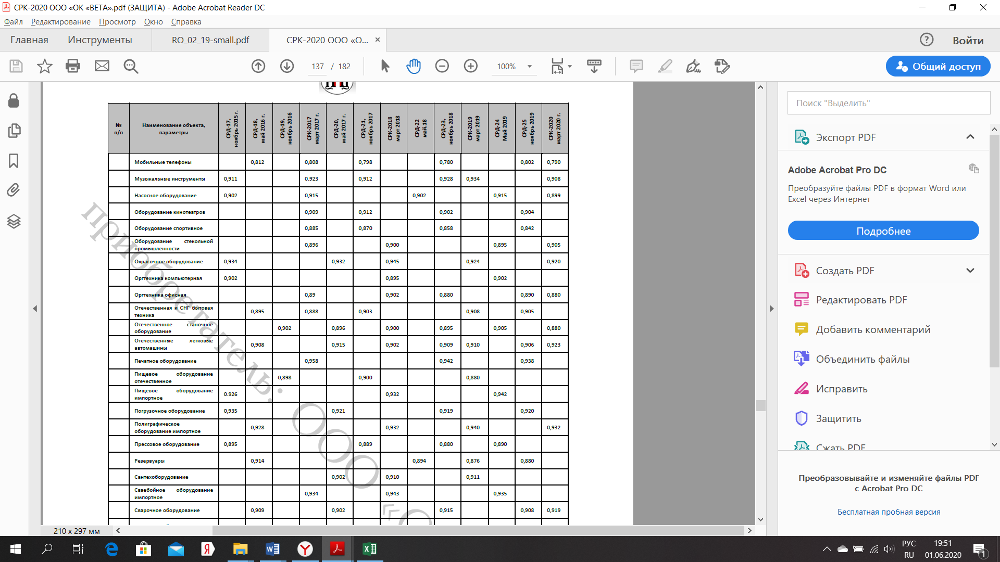 СРК-2020 ООО «ОК «ВЕТА».pdf (ЗАЩИТА) - Adobe Acrobat Reader DC
Файл Редактирование Просмотр Окно Справка
Главная Инструменты RO_02_19-small.pdf СРК-2020 ООО «О... × Войти
137 / 182 100% Общий доступ
№ п/п Наименование объекта, параметры СРД-17, ноябрь 2015 г. СРД-18, май 2016 г. СРД-19, ноябрь 2016 СРК-2017 март 2017 г. СРД-20, май 2017 г. СРД-21, ноябрь 2017 СРК-2018 март 2018 СРД-22 май.18 СРД-23, ноябрь 2018 СРК-2019 март 2019 СРД-24 Май 2019 СРД-25 ноябрь 2019 СРК-2020 март 2020 г.
Мобильные телефоны 0,812 0,808 0,798 0,780 0,802 0,790
Музыкальные инструменты 0,911 0.923 0,912 0,928 0,934 0,908
Насосное оборудование 0,902 0,915 0,902 0,915 0,899
Оборудование кинотеатров 0,909 0,912 0,902 0,904
Оборудование спортивное 0,885 0,870 0,858 0,842
Оборудование стекольной промышленности 0,896 0,900 0,895 0,905
Окрасочное оборудование 0,934 0,932 0,945 0,924 0,920
Оргтехника компьютерная 0,902 0,895 0,902
Оргтехника офисная 0,89 0,902 0,880 0,890 0,880
Отечественная и СНГ бытовая техника 0,895 0,888 0,903 0,908 0,905
Отечественное станочное оборудование 0,902 0,896 0,900 0,895 0,905 0,880
Отечественные легковые автомашины 0,908 0,915 0,902 0,909 0,910 0,906 0,923
Печатное оборудование 0,958 0,942 0,938
Пищевое оборудование отечественное 0,898 0,900 0,880
Пищевое оборудование импортное 0.926 0,932 0,942
Погрузочное оборудование 0,935 0,921 0,919 0,920
Полиграфическое оборудование импортное 0,928 0,932 0,940 0,932
Прессовое оборудование 0,895 0,889 0,880 0,890
Резервуары 0,914 0,894 0,876 0,880
Сантехоборудование 0,902 0,910 0,911
Сваебойное оборудование импортное 0,934 0,943 0,935
Сварочное оборудование 0,909 0,902 0,915 0,908 0,919
приобретатель: ООО «О
210 x 297 мм
Поиск "Выделить"
Экспорт PDF
Adobe Acrobat Pro DC
Преобразуйте файлы PDF в формат Word или
Excel через Интернет
Подробнее
Создать PDF
Редактировать PDF
Добавить комментарий
Объединить файлы
Исправить
Защитить
Сжать PDF
Преобразовывайте и изменяйте файлы PDF
с Acrobat Pro DC
Бесплатная пробная версия
РУС
RU
19:51
01.06.2020
1